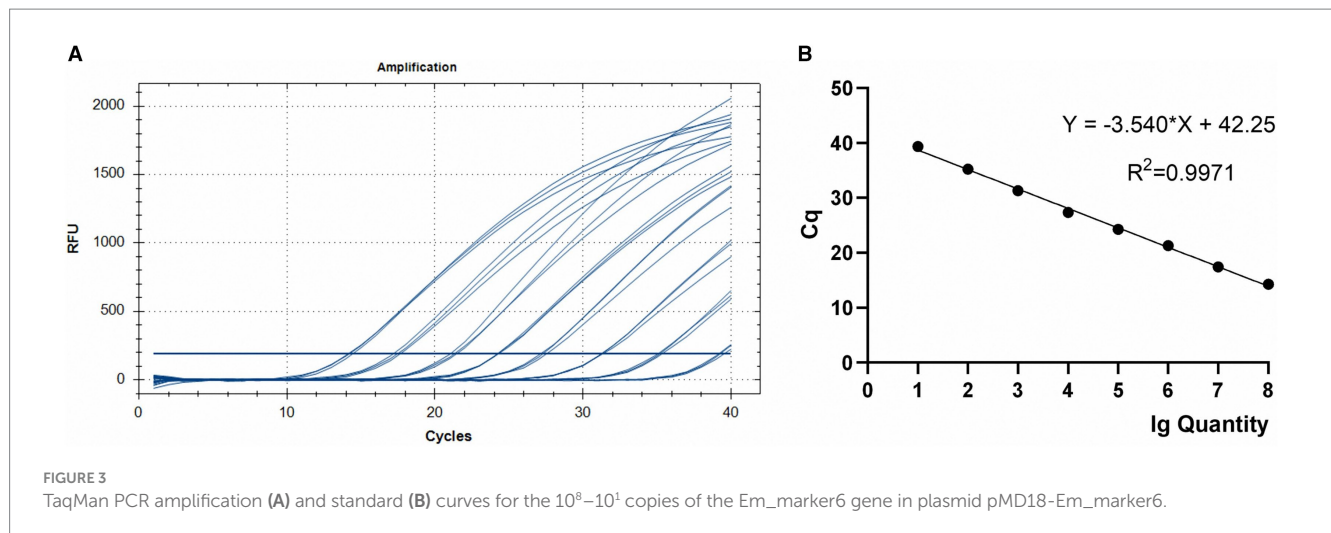 A
Amplification
2000
1500
1000
500
0
RFU
0 10 20 30 40
Cycles
B
50
40
30
20
10
0
Cq
Y = -3.540*X + 42.25
R²=0.9971
0 1 2 3 4 5 6 7 8
lg Quantity
FIGURE 3
TaqMan PCR amplification (A) and standard (B) curves for the 10⁸–10¹ copies of the Em_marker6 gene in plasmid pMD18-Em_marker6.